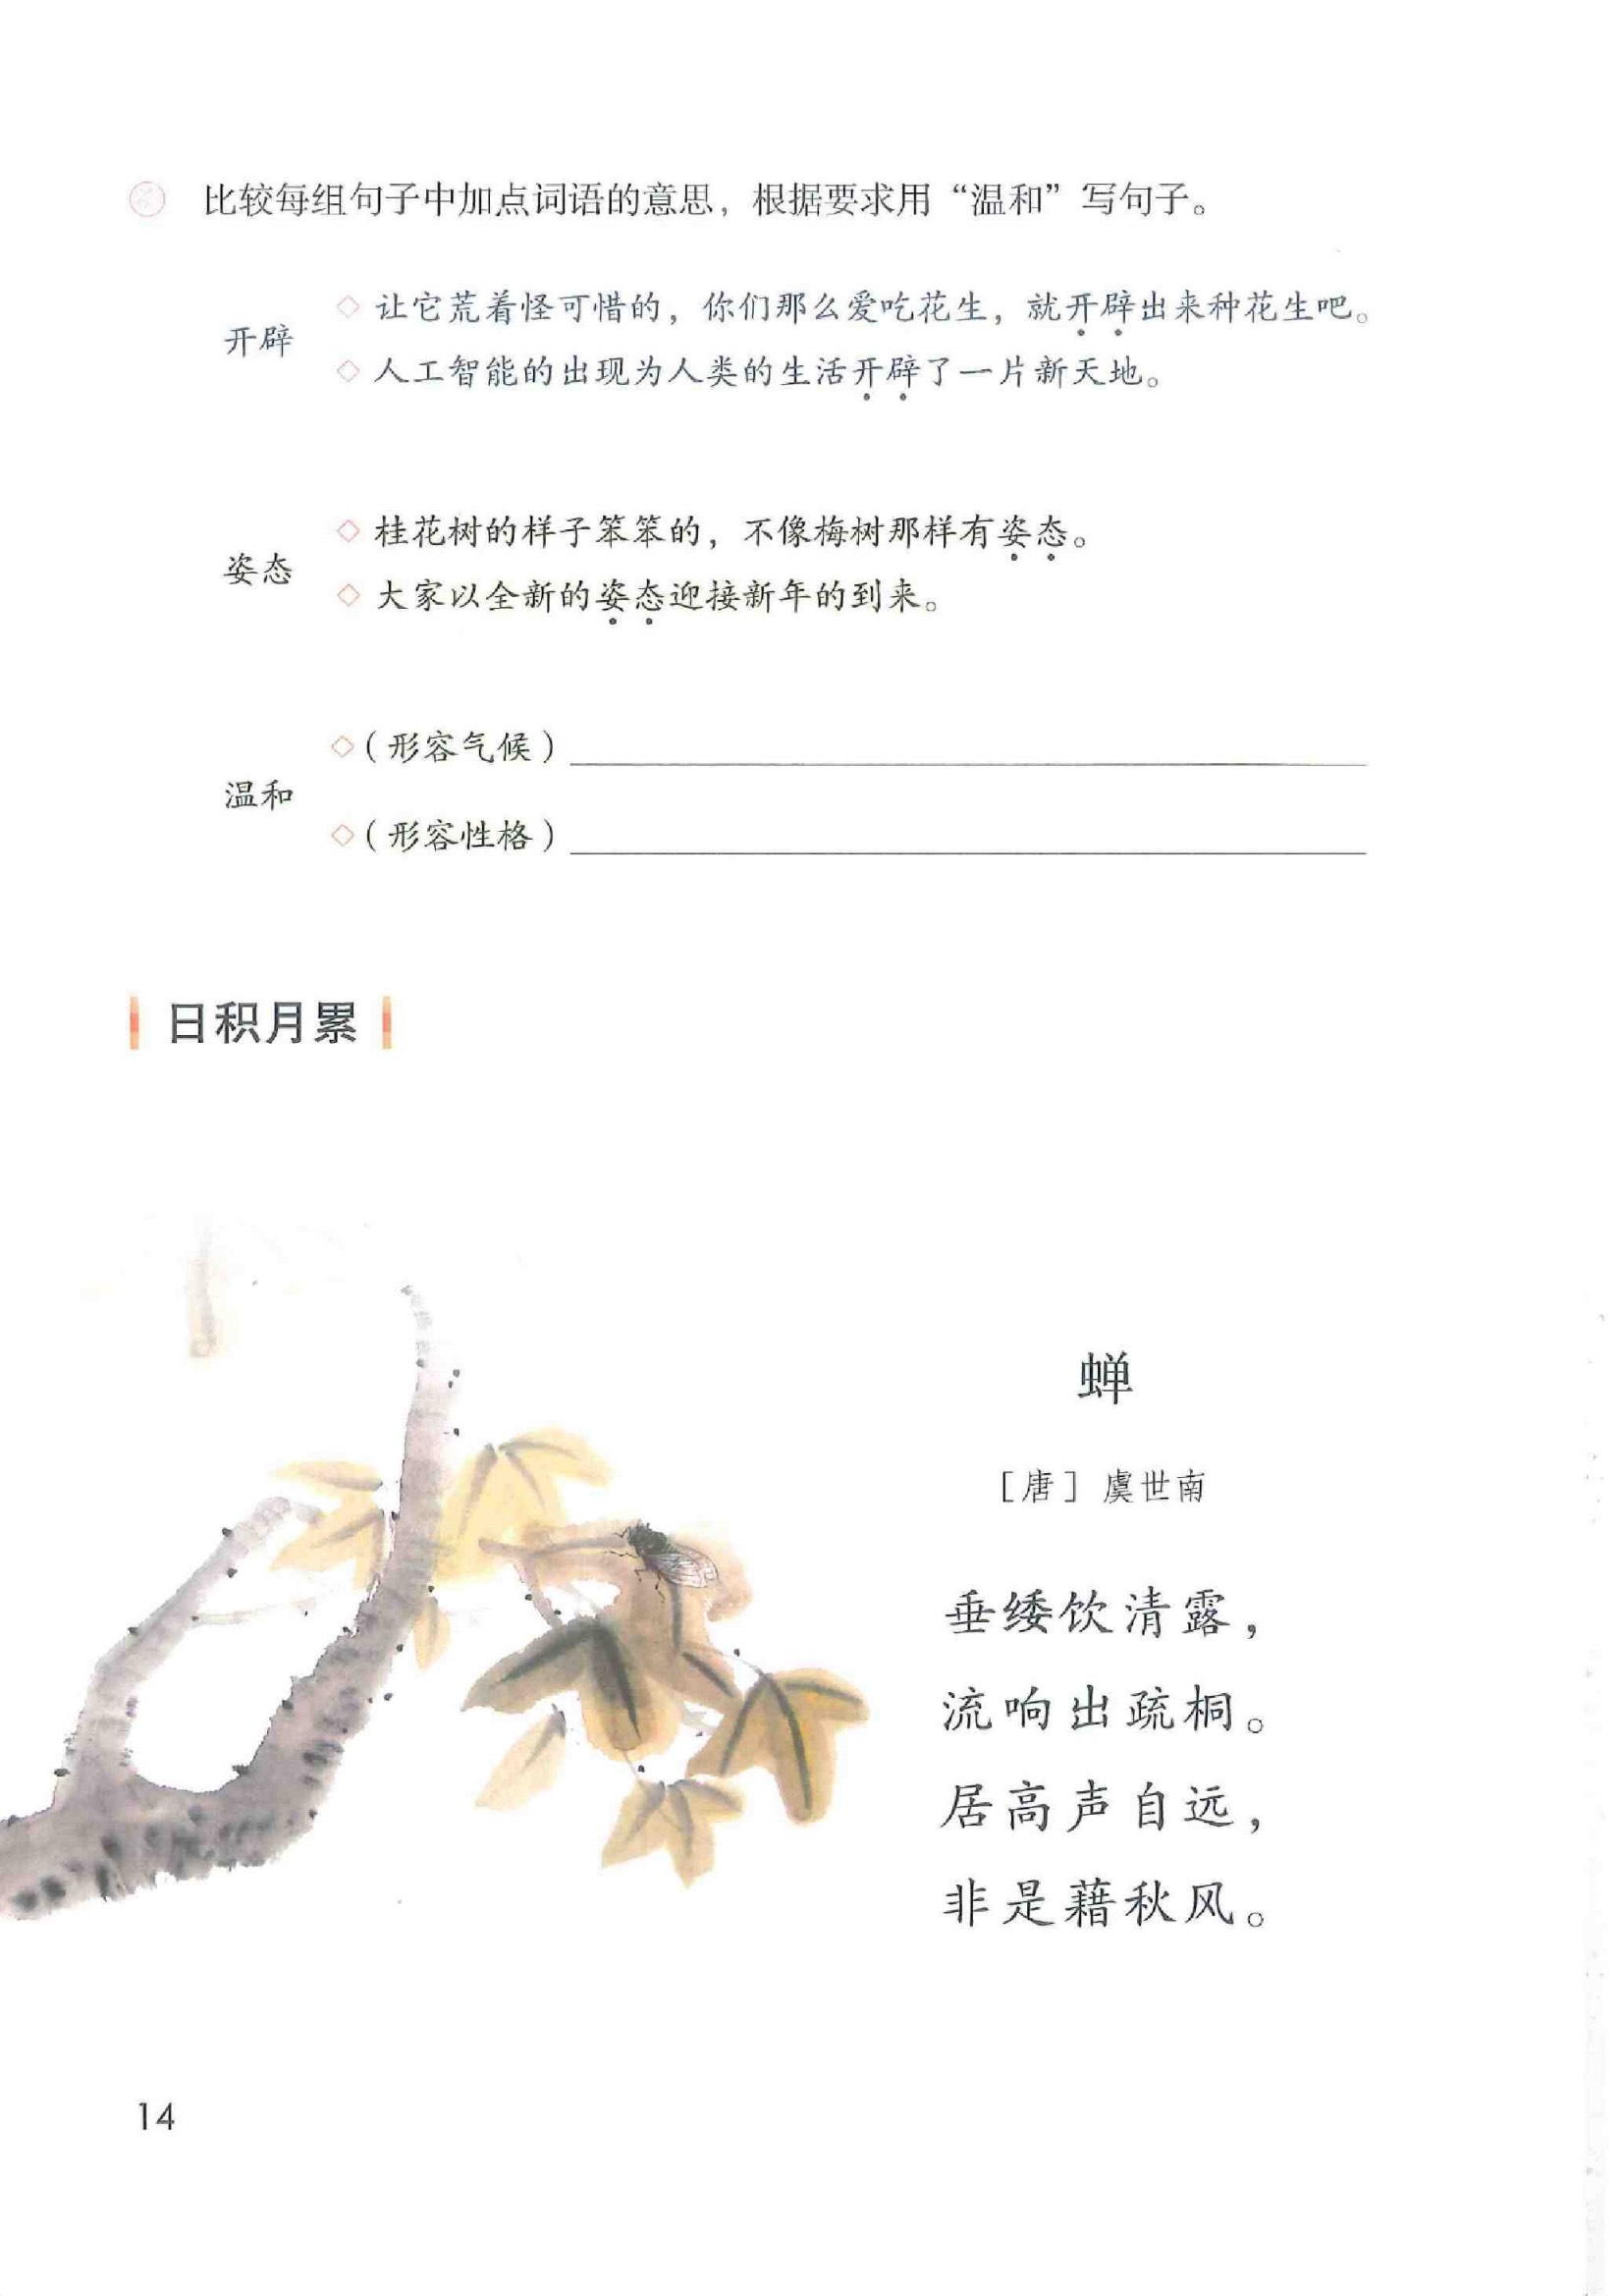 比较每组句子中加点词语的意思，根据要求用“温和”写句子。
开辟
◇ 让它荒着怪可惜的，你们那么爱吃花生，就开辟出来种花生吧。
◇ 人工智能的出现为人类的生活开辟了一片新天地。
姿态
◇ 桂花树的样子笨笨的，不像梅树那样有姿态。
◇ 大家以全新的姿态迎接新年的到来。
温和
◇（形容气候）
◇（形容性格）
日积月累
蝉
［唐］虞世南
垂緌饮清露，
流响出疏桐。
居高声自远，
非是藉秋风。
14